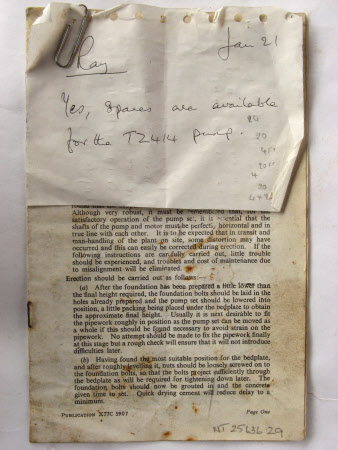 Ray
Jan 21
Yes, Spares are available
for the TZ414 pump.
20
Although very robust, it must be remembered that, for the
satisfactory operation of the pump set, it is essential that the
shafts of the pump and motor must be perfectly horizontal and in
true line with each other. It is to be expected that in transit and
man-handling of the plant on site, some distortion may have
occurred and this can easily be corrected during erection. If the
following instructions are carefully carried out, little trouble
should be experienced, and troubles and cost of maintenance due
to misalignment will be eliminated.
Erection should be carried out as follows:—
(a) After the foundation has been prepared a little lower than
the final height required, the foundation bolts should be laid in the
holes already prepared and the pump set should be lowered into
position, a little packing being placed under the bedplate to obtain
the approximate final height. Usually it is next desirable to fit
the pipework roughly in position as the pump set can be moved as
a whole if this should be found necessary to avoid strain on the
pipework. No attempt should be made to fix the pipework finally
at this stage but a rough check will ensure that it will not introduce
difficulties later.
(b) Having found the most suitable position for the bedplate,
and after roughly levelling it, nuts should be loosely screwed on to
the foundation bolts, so that the bolts project sufficiently through
the bedplate as will be required for tightening down later. The
foundation bolts should now be grouted in and the concrete
given time to set. Quick drying cement will reduce delay to a
minimum.
Publication X77C 5907
Page One